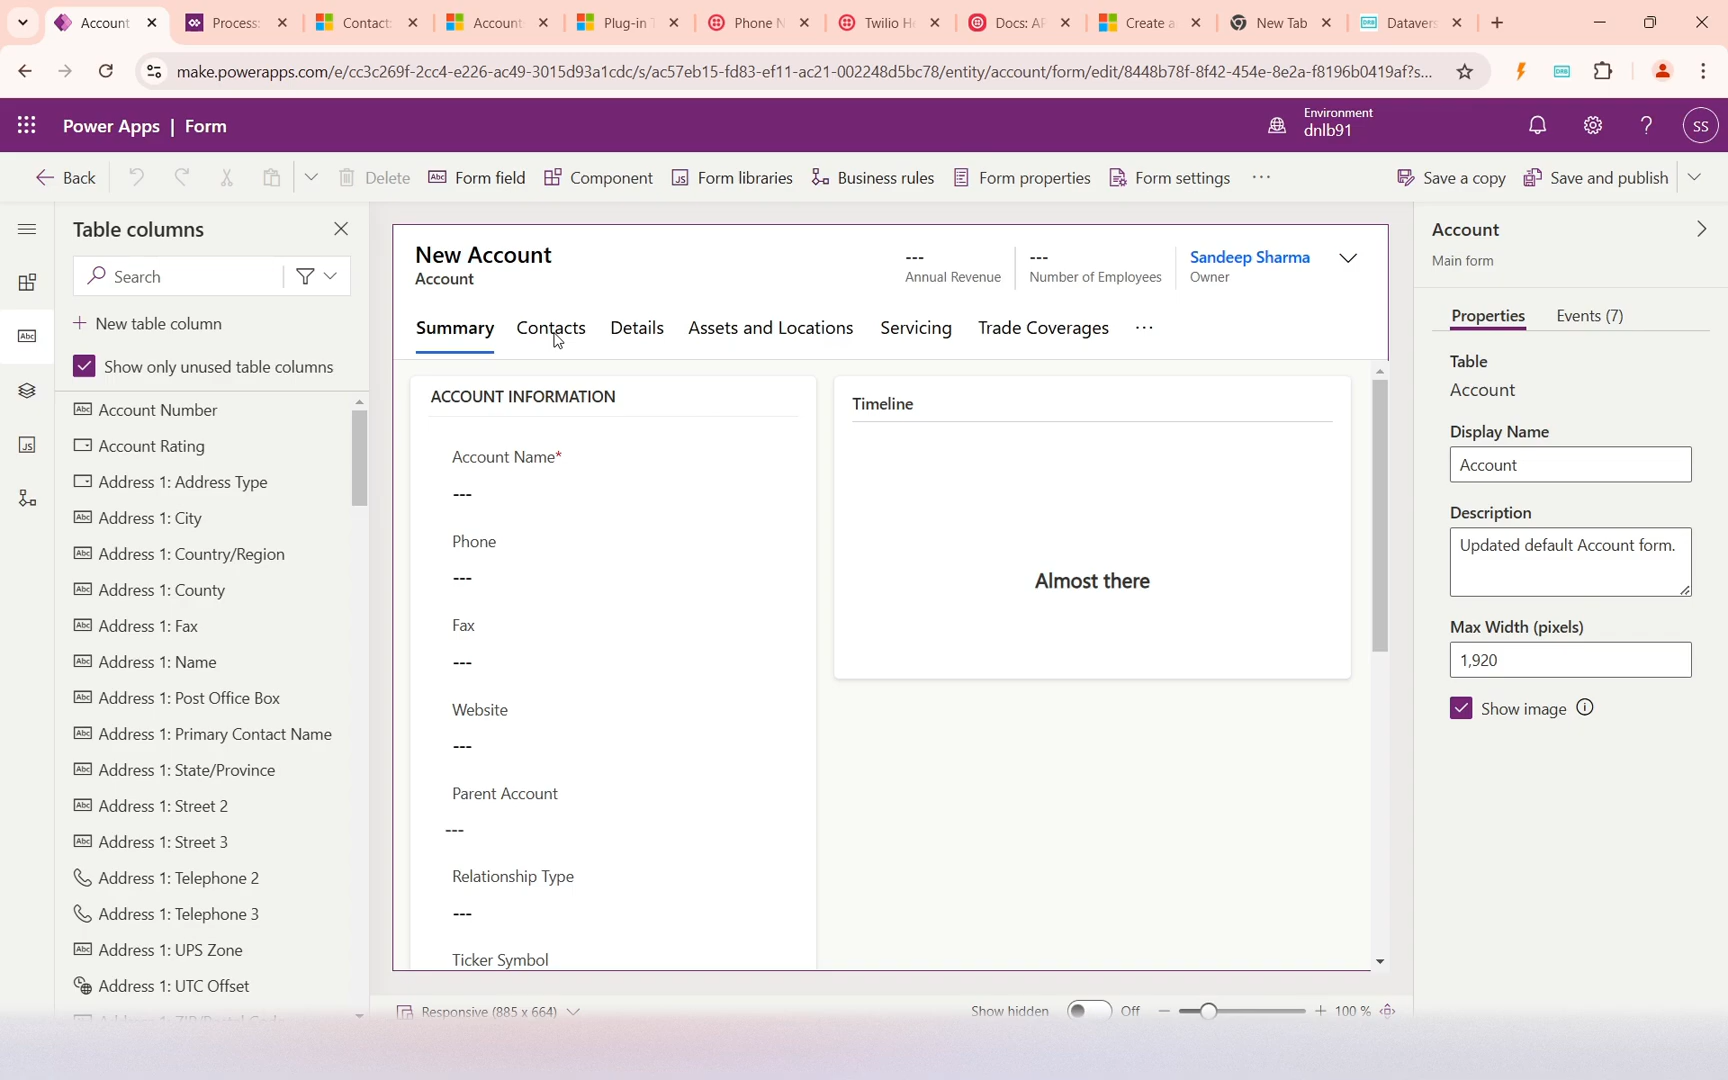 Account
Process:
Contact:
Account
Plug-in T
Phone N
Twilio He
Docs: AP
Create a
New Tab
Datavers
make.powerapps.com/e/cc3c269f-2cc4-e226-ac49-3015d93a1cdc/s/ac57eb15-fd83-ef11-ac21-002248d5bc78/entity/account/form/edit/8448b78f-8f42-454e-8e2a-f8196b0419af?s...
Power Apps | Form
Environment
dnlb91
SS
Back
Delete
Form field
Component
Form libraries
Business rules
Form properties
Form settings
Save a copy
Save and publish
Table columns
Search
New table column
Show only unused table columns
Account Number
Account Rating
Address 1: Address Type
Address 1: City
Address 1: Country/Region
Address 1: County
Address 1: Fax
Address 1: Name
Address 1: Post Office Box
Address 1: Primary Contact Name
Address 1: State/Province
Address 1: Street 2
Address 1: Street 3
Address 1: Telephone 2
Address 1: Telephone 3
Address 1: UPS Zone
Address 1: UTC Offset
New Account
Account
---
Annual Revenue
---
Number of Employees
Sandeep Sharma
Owner
Summary
Contacts
Details
Assets and Locations
Servicing
Trade Coverages
ACCOUNT INFORMATION
Account Name*
---
Phone
---
Fax
---
Website
---
Parent Account
---
Relationship Type
---
Ticker Symbol
Timeline
Almost there
Responsive (885 x 664)
Show hidden
Off
100 %
Account
Main form
Properties
Events (7)
Table
Account
Display Name
Account
Description
Updated default Account form.
Max Width (pixels)
1,920
Show image